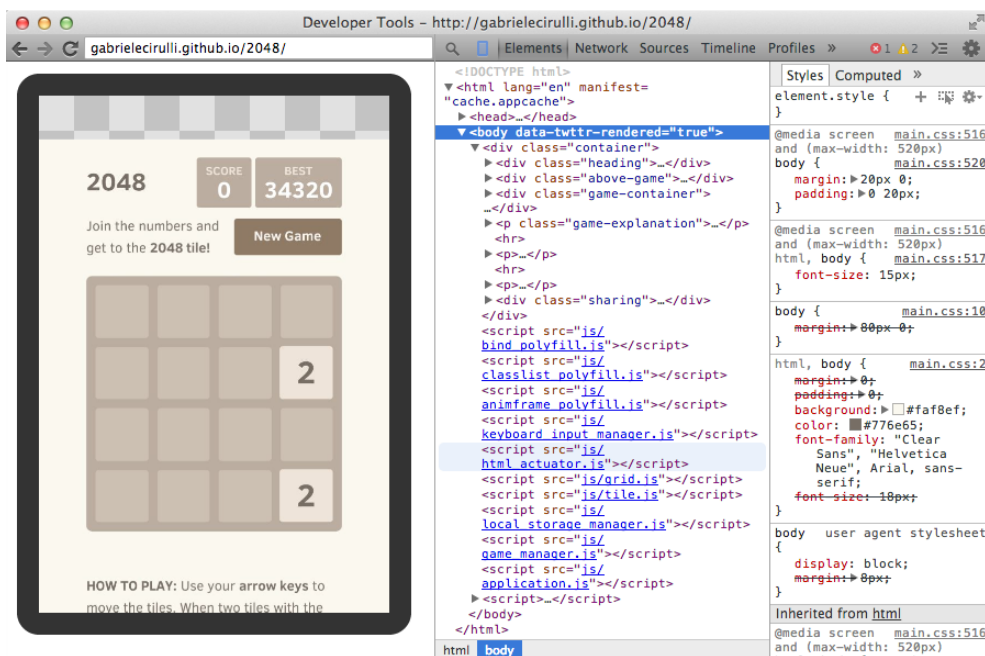 Developer Tools – http://gabrielecirulli.github.io/2048/
gabrielecirulli.github.io/2048/
Elements Network Sources Timeline Profiles » 1 2
2048
SCORE
0
BEST
34320
Join the numbers and
get to the 2048 tile!
New Game
2
2
HOW TO PLAY: Use your arrow keys to
move the tiles. When two tiles with the
<!DOCTYPE html>
▼<html lang="en" manifest=
"cache.appcache">
▶<head>…</head>
▼<body data-twttr-rendered="true">
▼<div class="container">
▶<div class="heading">…</div>
▶<div class="above-game">…</div>
▶<div class="game-container">
…</div>
▶<p class="game-explanation">…</p>
<hr>
▶<p>…</p>
<hr>
▶<p>…</p>
▶<div class="sharing">…</div>
</div>
<script src="js/
bind_polyfill.js"></script>
<script src="js/
classlist_polyfill.js"></script>
<script src="js/
animframe_polyfill.js"></script>
<script src="js/
keyboard_input_manager.js"></script>
<script src="js/
html_actuator.js"></script>
<script src="js/grid.js"></script>
<script src="js/tile.js"></script>
<script src="js/
local_storage_manager.js"></script>
<script src="js/
game_manager.js"></script>
<script src="js/
application.js"></script>
▶<script>…</script>
</body>
</html>
html body
Styles Computed »
element.style {
}
@media screen main.css:516
and (max-width: 520px)
body { main.css:520
margin:▶20px 0;
padding:▶0 20px;
}
@media screen main.css:516
and (max-width: 520px)
html, body { main.css:517
font-size: 15px;
}
body { main.css:10
margin:▶80px 0;
}
html, body { main.css:2
margin:▶0;
padding:▶0;
background:▶ #faf8ef;
color: #776e65;
font-family: "Clear
Sans", "Helvetica
Neue", Arial, sans-
serif;
font-size: 18px;
}
body user agent stylesheet
{
display: block;
margin:▶8px;
}
Inherited from html
@media screen main.css:516
and (max-width: 520px)